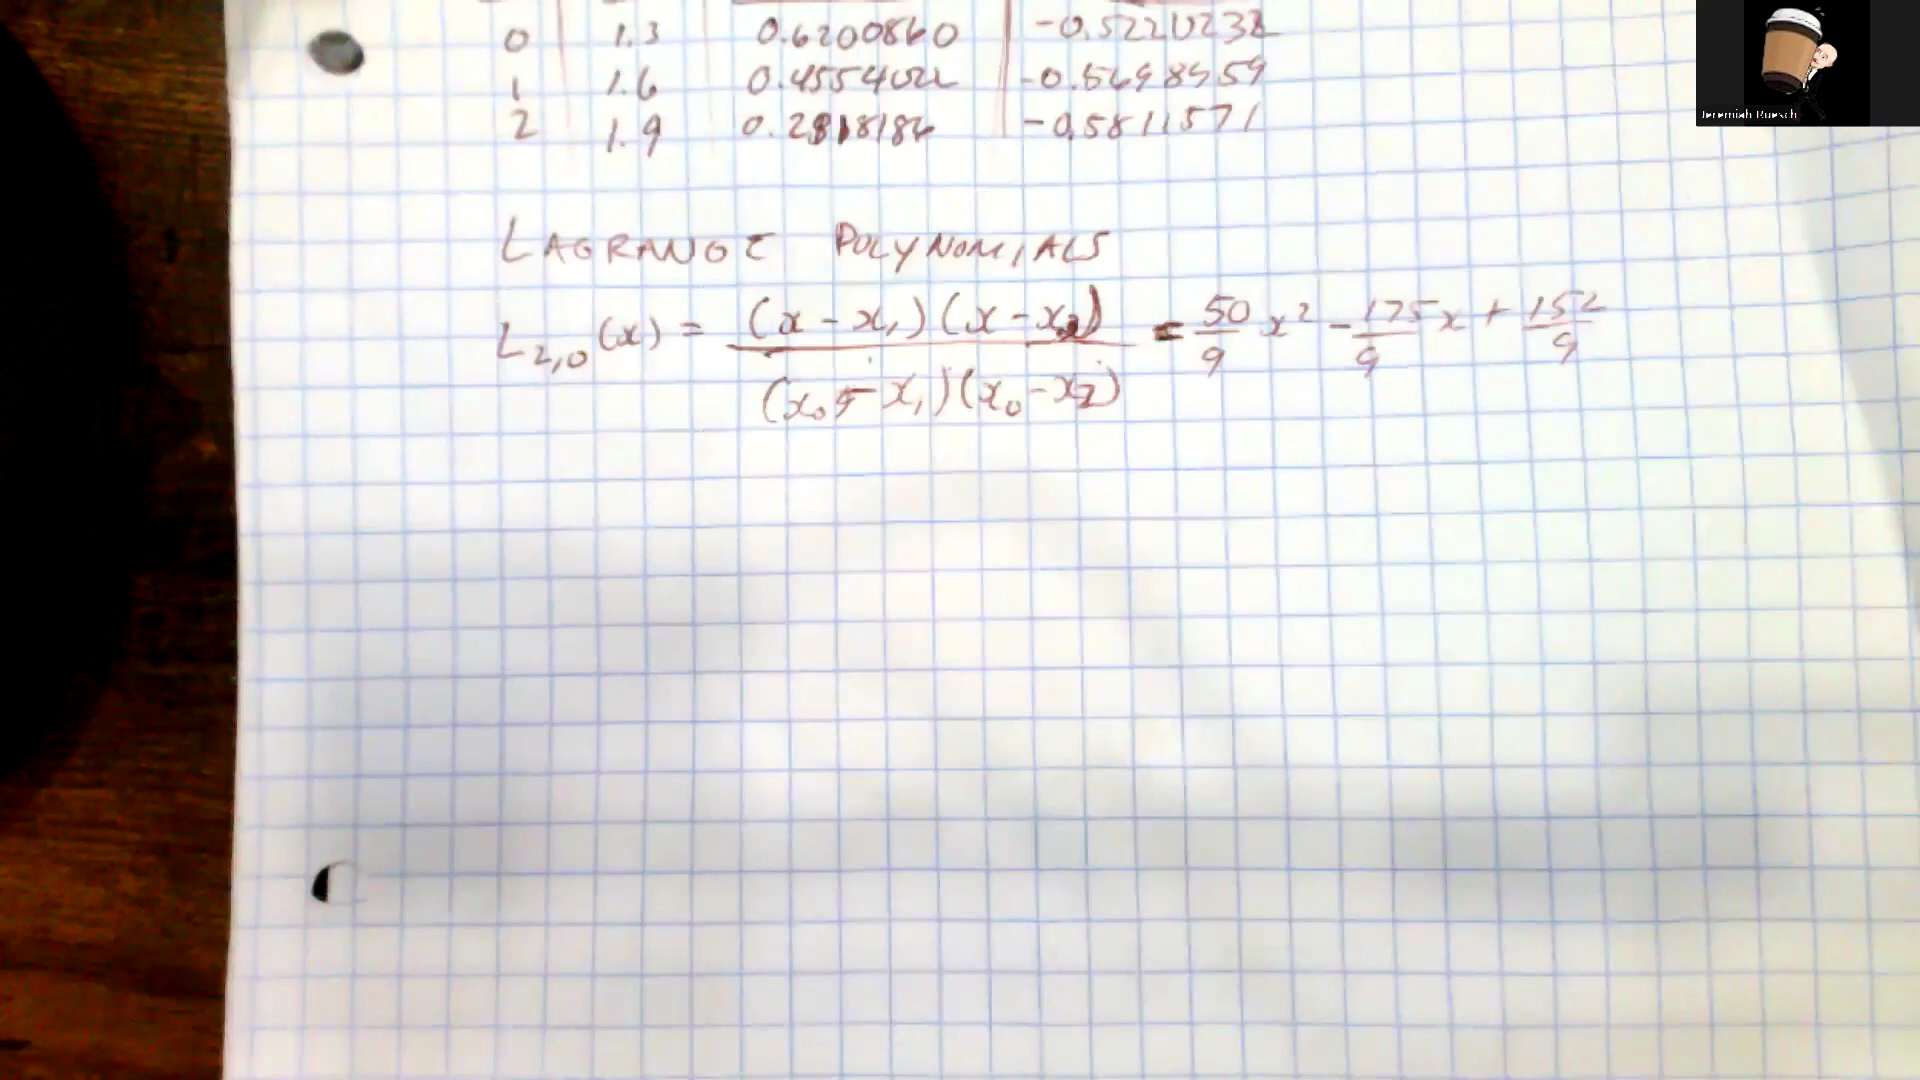 0 1.3 0.6200860 -0.5220232
1 1.6 0.4554022 -0.5698959
2 1.9 0.2818186 -0.5811571
Jeremiah Ruesch
LAGRANGE POLYNOMIALS
L₂,₀(x) = (x - x₁)(x - x₂) / (x₀ - x₁)(x₀ - x₂) = 50/9 x² - 175/9 x + 152/9